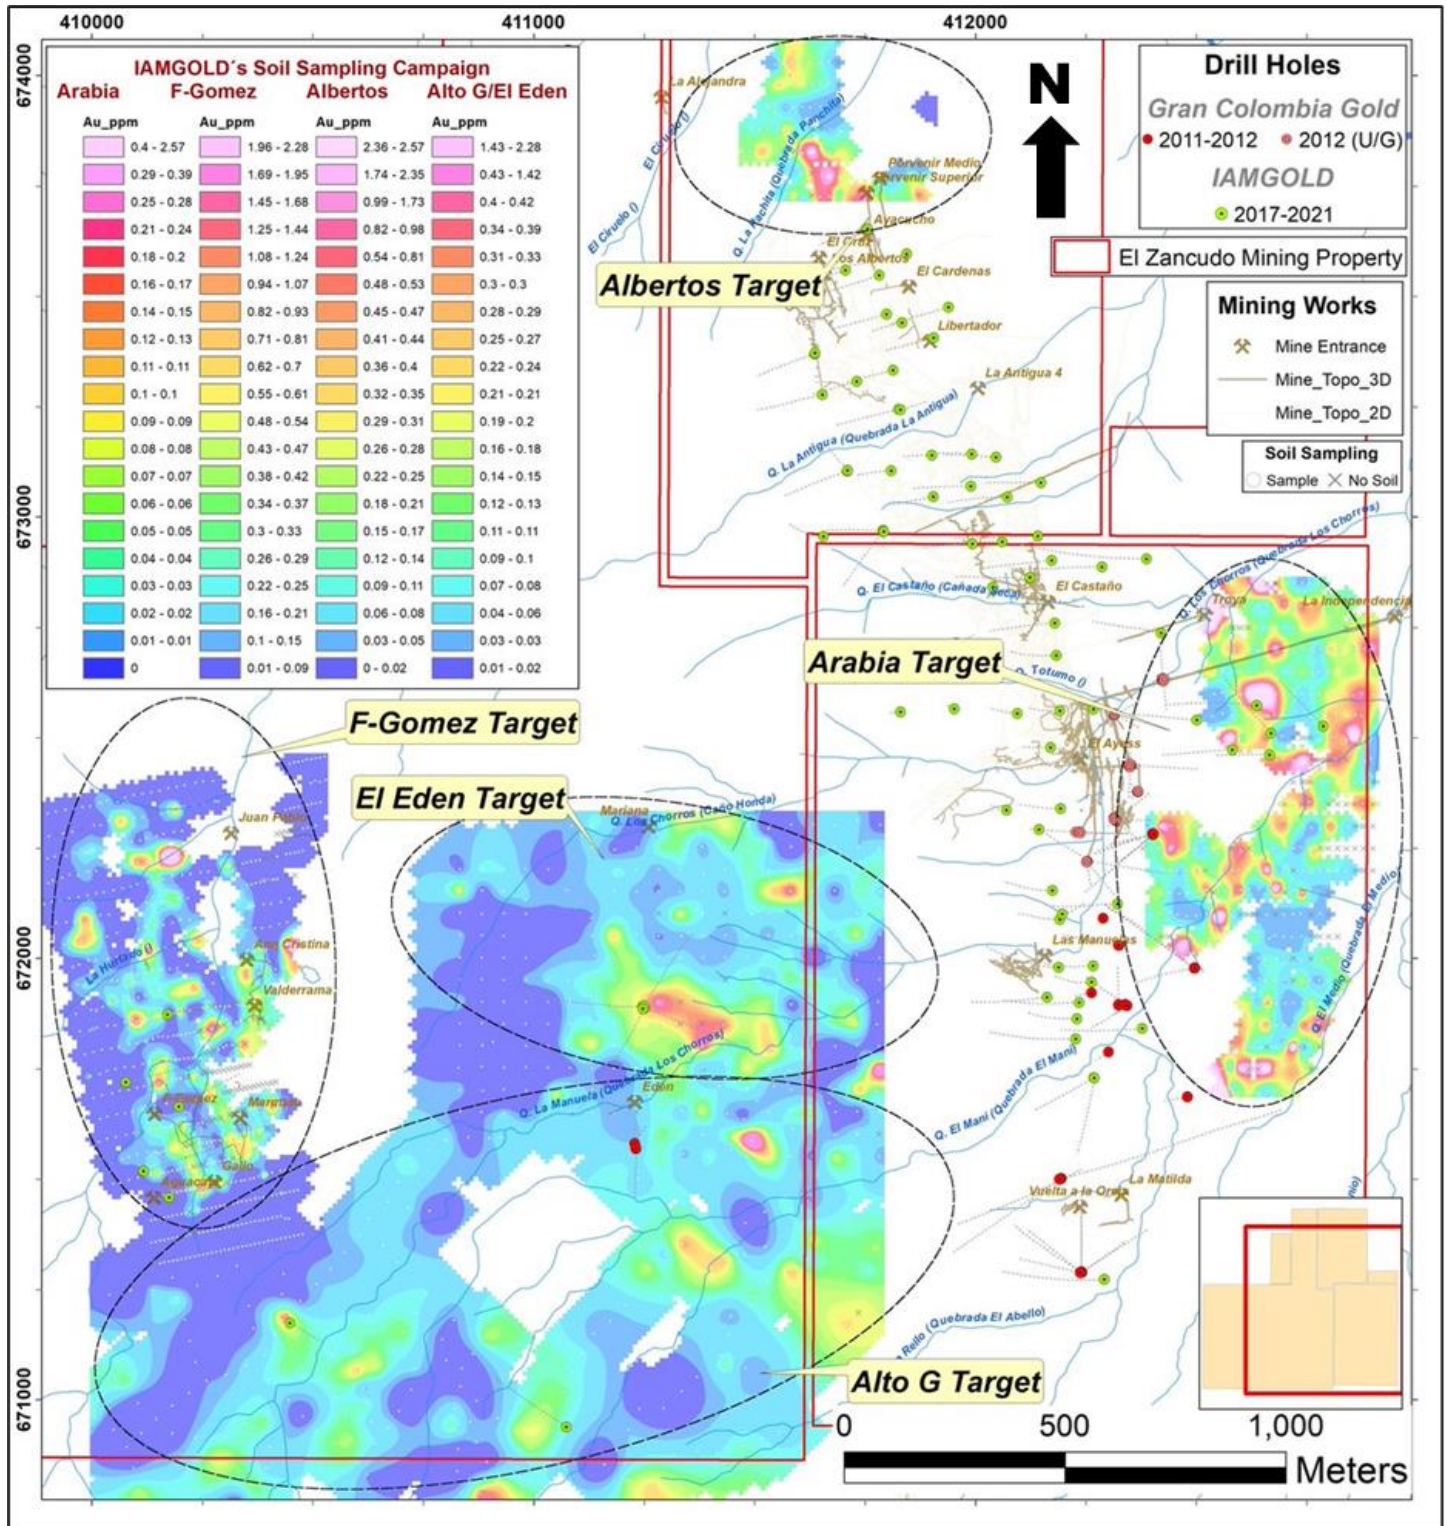 410000
411000
412000
674000
673000
672000
671000
IAMGOLD´s Soil Sampling Campaign
Arabia F-Gomez Albertos Alto G/El Eden
Au_ppm Au_ppm Au_ppm Au_ppm
0.4 - 2.57 1.96 - 2.28 2.36 - 2.57 1.43 - 2.28
0.29 - 0.39 1.69 - 1.95 1.74 - 2.35 0.43 - 1.42
0.25 - 0.28 1.45 - 1.68 0.99 - 1.73 0.4 - 0.42
0.21 - 0.24 1.25 - 1.44 0.82 - 0.98 0.34 - 0.39
0.18 - 0.2 1.08 - 1.24 0.54 - 0.81 0.31 - 0.33
0.16 - 0.17 0.94 - 1.07 0.48 - 0.53 0.3 - 0.3
0.14 - 0.15 0.82 - 0.93 0.45 - 0.47 0.28 - 0.29
0.12 - 0.13 0.71 - 0.81 0.41 - 0.44 0.25 - 0.27
0.11 - 0.11 0.62 - 0.7 0.36 - 0.4 0.22 - 0.24
0.1 - 0.1 0.55 - 0.61 0.32 - 0.35 0.21 - 0.21
0.09 - 0.09 0.48 - 0.54 0.29 - 0.31 0.19 - 0.2
0.08 - 0.08 0.43 - 0.47 0.26 - 0.28 0.16 - 0.18
0.07 - 0.07 0.38 - 0.42 0.22 - 0.25 0.14 - 0.15
0.06 - 0.06 0.34 - 0.37 0.18 - 0.21 0.12 - 0.13
0.05 - 0.05 0.3 - 0.33 0.15 - 0.17 0.11 - 0.11
0.04 - 0.04 0.26 - 0.29 0.12 - 0.14 0.09 - 0.1
0.03 - 0.03 0.22 - 0.25 0.09 - 0.11 0.07 - 0.08
0.02 - 0.02 0.16 - 0.21 0.06 - 0.08 0.04 - 0.06
0.01 - 0.01 0.1 - 0.15 0.03 - 0.05 0.03 - 0.03
0 0.01 - 0.09 0 - 0.02 0.01 - 0.02
N
Drill Holes
Gran Colombia Gold
2011-2012 2012 (U/G)
IAMGOLD
2017-2021
El Zancudo Mining Property
Mining Works
Mine Entrance
Mine_Topo_3D
Mine_Topo_2D
Soil Sampling
Sample No Soil
La Alejandra
El Ciruelo ()
El Ciruelo ()
Q. La Pachita (Quebrada Panchita)
Porvenir Medio
Porvenir Superior
Ayacucho
El Cruz
Los Albertos
El Cardenas
Albertos Target
Libertador
La Antigua 4
Q. La Antigua (Quebrada La Antigua)
Q. El Castaño (Cañada Seca)
El Castaño
Q. Los Chorros (Quebrada Los Chorros)
Troya
La Independencia
Arabia Target
Q. Totumo ()
F-Gomez Target
El Eden Target
Mariana
Q. Los Chorros (Caño Honda)
Juan Pablo
Ana Cristina
La Hurtado ()
Valderrama
F-Gomez
Margarita
Gallo
Aguacate
Las Manuelas
Q. El Medio (Quebrada El Medio)
Q. La Manuela (Quebrada Los Chorros)
Eden
Q. El Mani (Quebrada El Mani)
La Matilda
Vuelta a la Oreja
(Quebrada El Abello)
Alto G Target
0 500 1,000
Meters